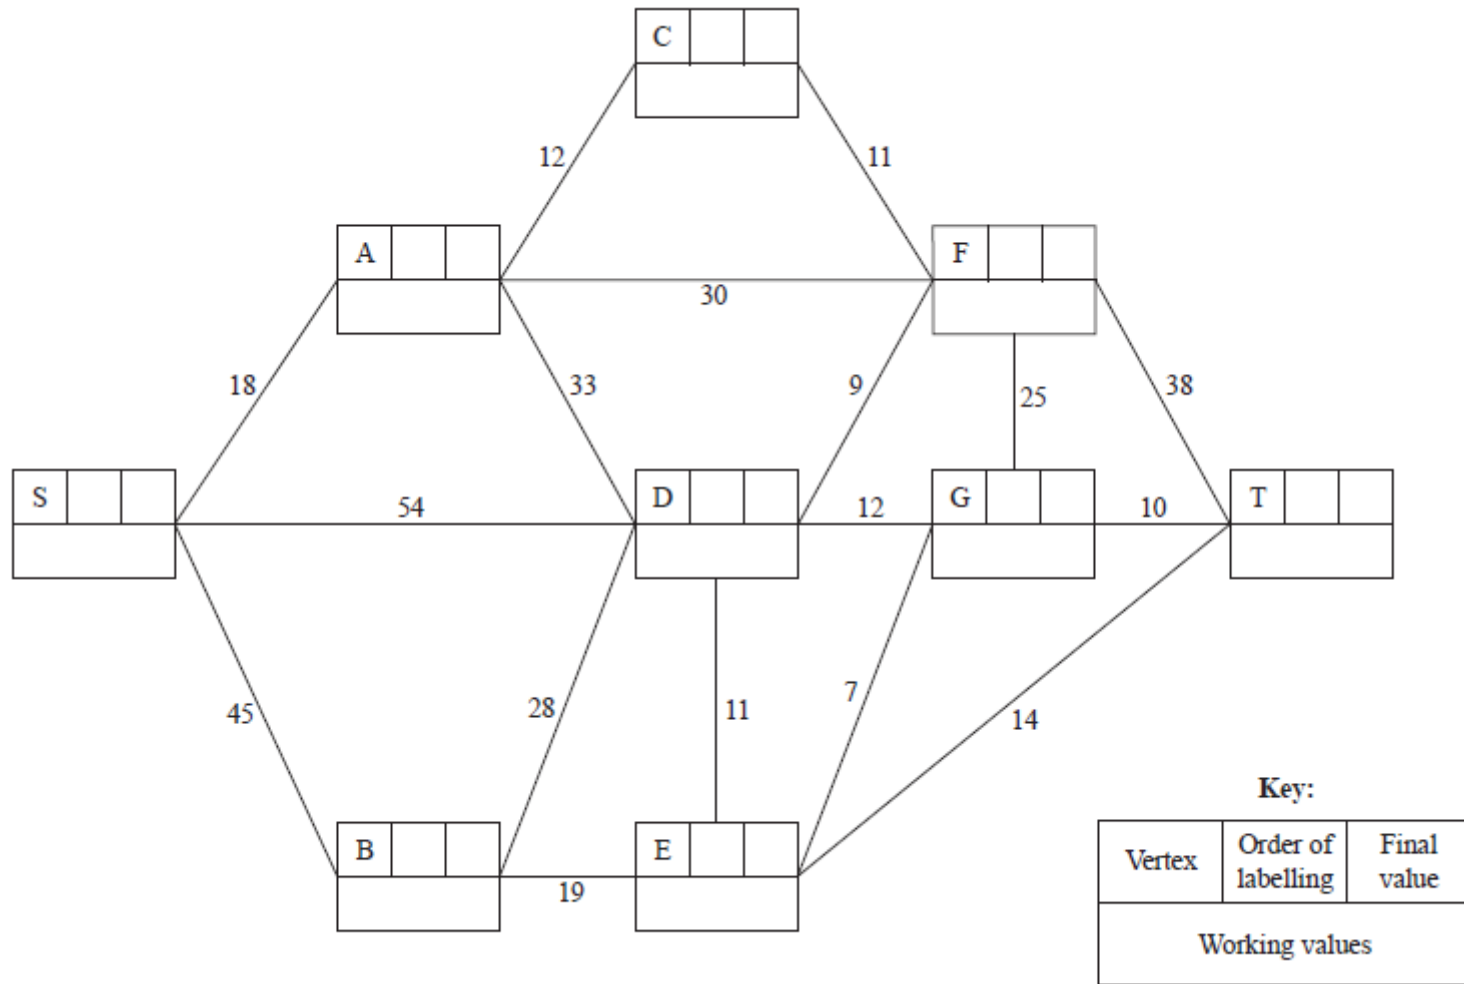 C
12
11
A
F
30
18
33
9
25
38
S
54
D
12
G
10
T
45
28
11
7
14
B
19
E
Key:
Vertex
Order of
labelling
Final
value
Working values